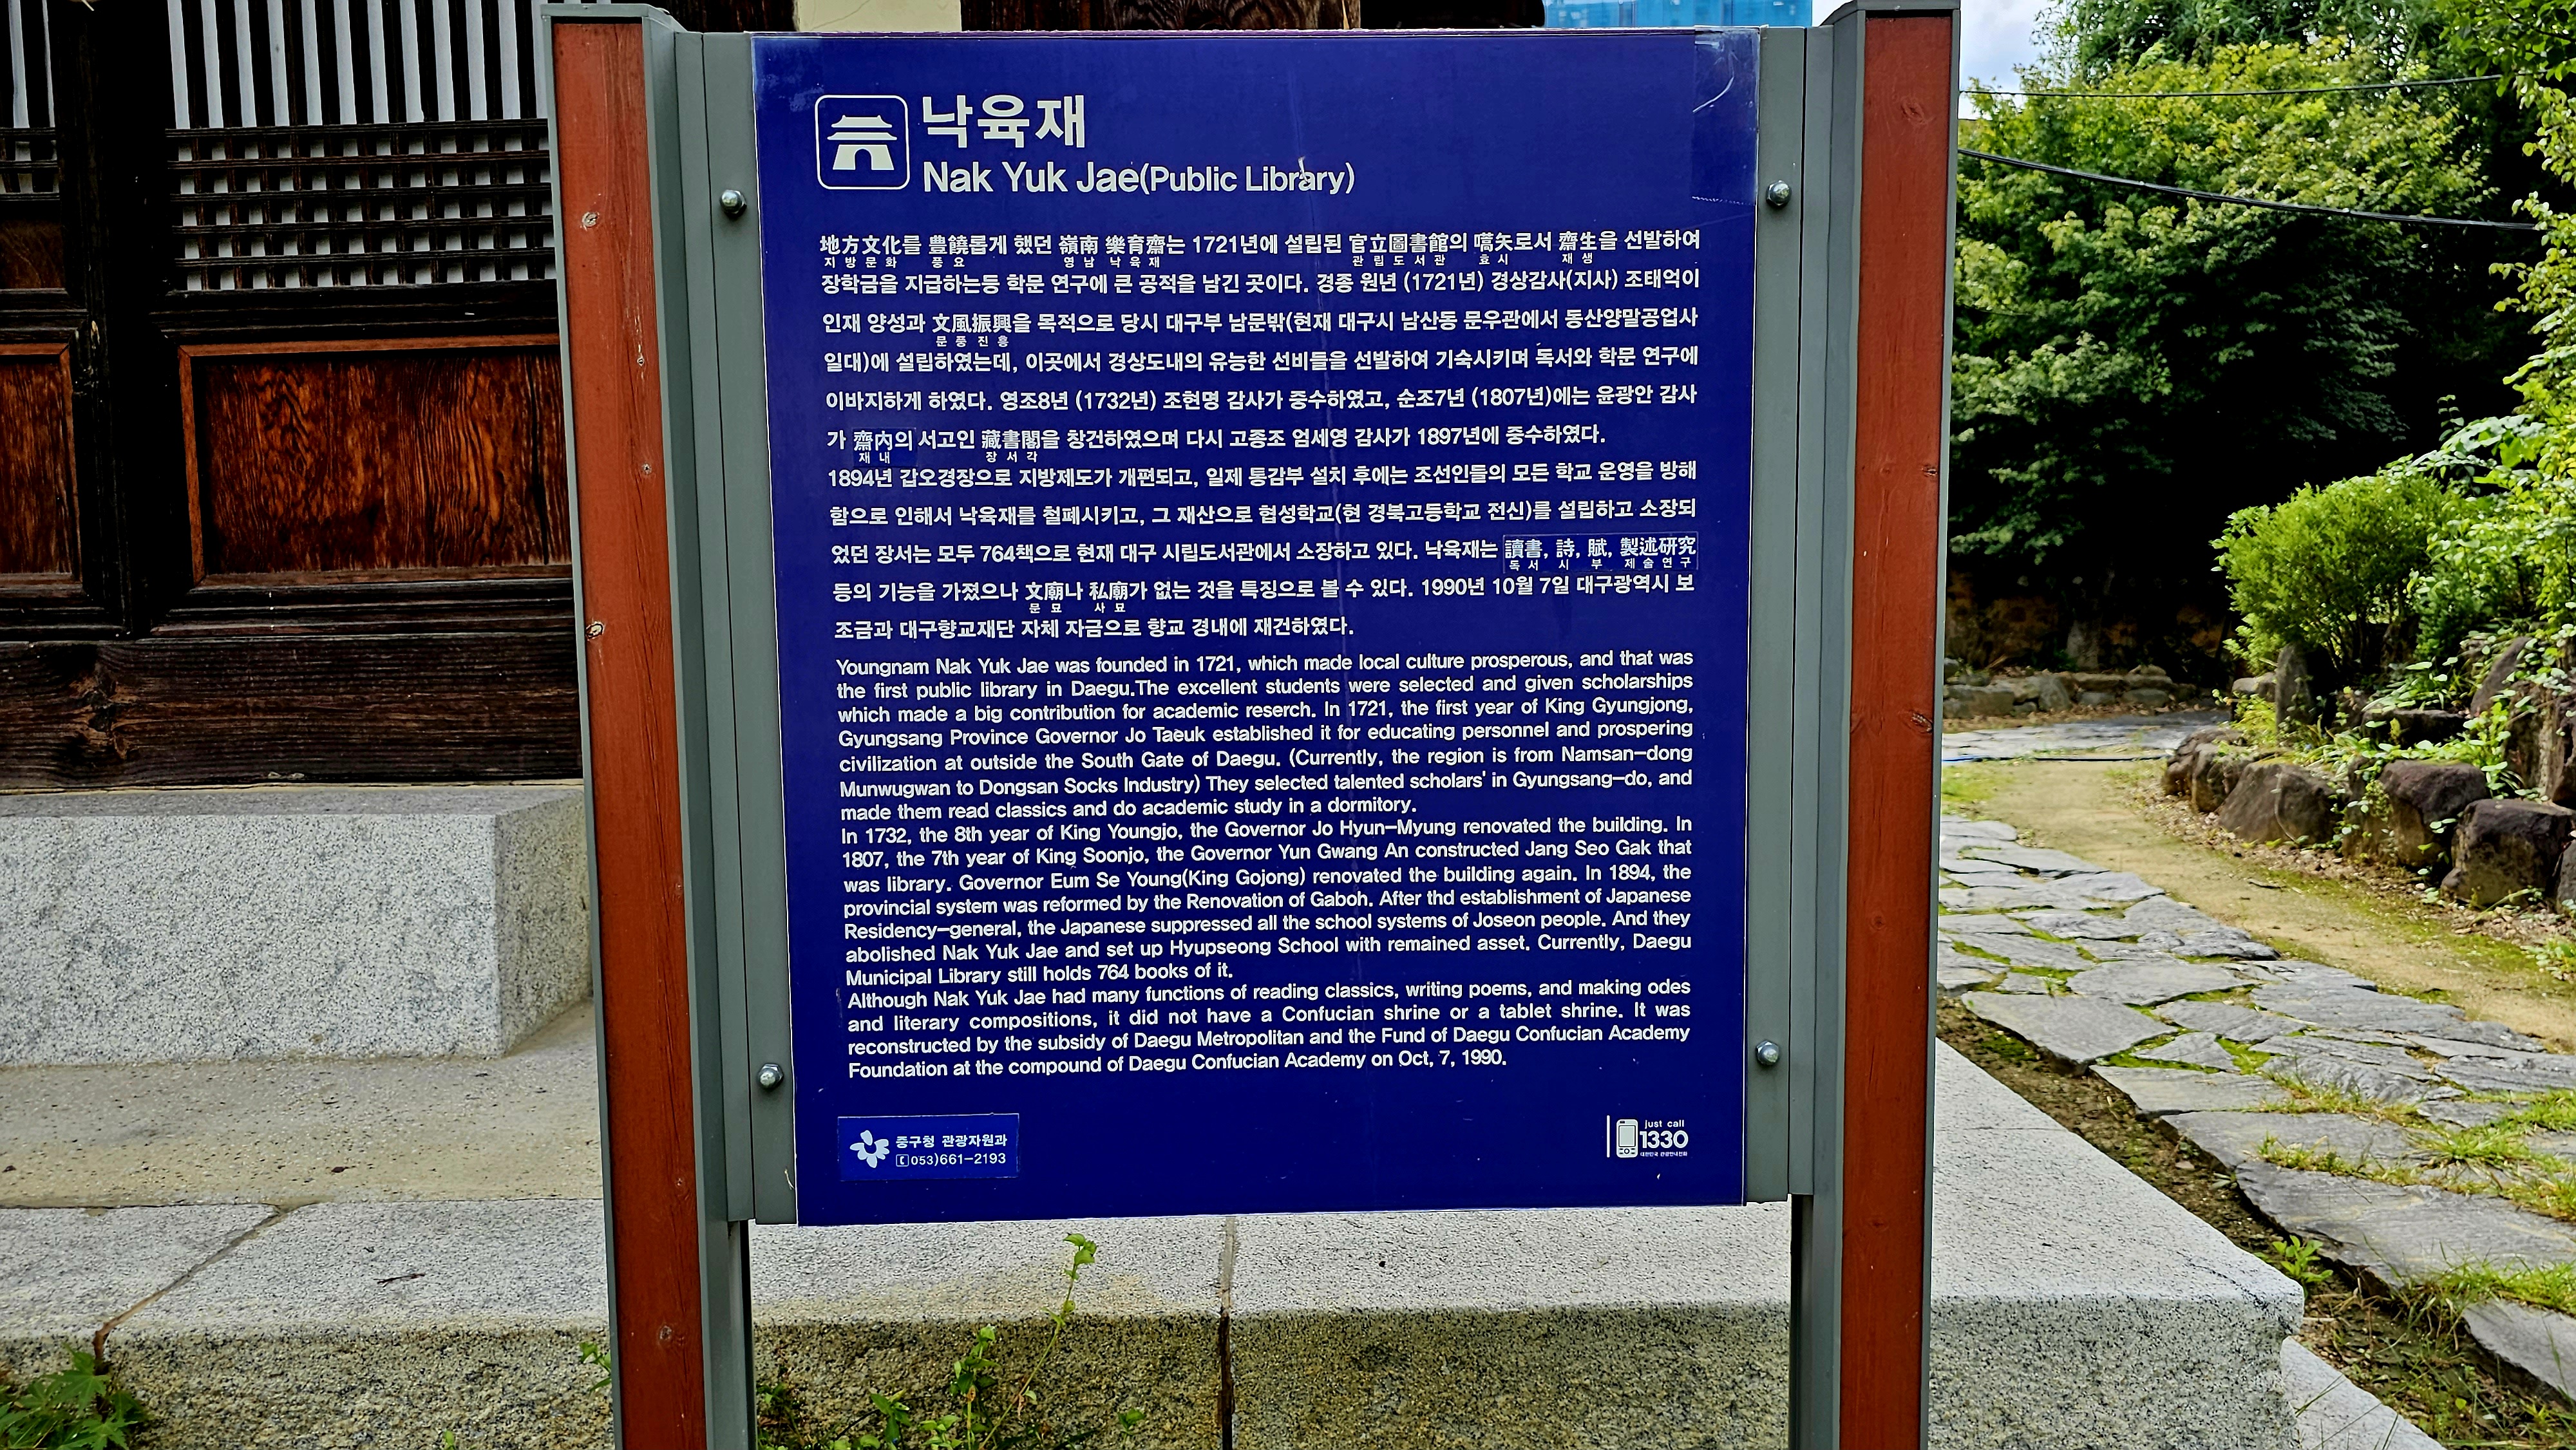 낙육재
Nak Yuk Jae(Public Library)
地方文化를 豊饒롭게 했던 嶺南 樂育齋는 1721년에 설립된 官立圖書館의 嚆矢로서 齋生을 선발하여
지방문화 풍요 영남 낙육재 관립도서관 효시 재생
장학금을 지급하는등 학문 연구에 큰 공적을 남긴 곳이다. 경종 원년 (1721년) 경상감사(지사) 조태억이
인재 양성과 文風振興을 목적으로 당시 대구부 남문밖(현재 대구시 남산동 문우관에서 동산양말공업사
문풍진흥
일대)에 설립하였는데, 이곳에서 경상도내의 유능한 선비들을 선발하여 기숙시키며 독서와 학문 연구에
이바지하게 하였다. 영조8년 (1732년) 조현명 감사가 중수하였고, 순조7년 (1807년)에는 윤광안 감사
가 齋內의 서고인 藏書閣을 창건하였으며 다시 고종조 엄세영 감사가 1897년에 중수하였다.
재내 장서각
1894년 갑오경장으로 지방제도가 개편되고, 일제 통감부 설치 후에는 조선인들의 모든 학교 운영을 방해
함으로 인해서 낙육재를 철폐시키고, 그 재산으로 협성학교(현 경북고등학교 전신)를 설립하고 소장되
었던 장서는 모두 764책으로 현재 대구 시립도서관에서 소장하고 있다. 낙육재는 讀書, 詩, 賦, 製述研究
독서 시 부 제술연구
등의 기능을 가졌으나 文廟나 私廟가 없는 것을 특징으로 볼 수 있다. 1990년 10월 7일 대구광역시 보
문묘 사묘
조금과 대구향교재단 자체 자금으로 향교 경내에 재건하였다.
Youngnam Nak Yuk Jae was founded in 1721, which made local culture prosperous, and that was
the first public library in Daegu.The excellent students were selected and given scholarships
which made a big contribution for academic reserch. In 1721, the first year of King Gyungjong,
Gyungsang Province Governor Jo Taeuk established it for educating personnel and prospering
civilization at outside the South Gate of Daegu. (Currently, the region is from Namsan-dong
Munwugwan to Dongsan Socks Industry) They selected talented scholars' in Gyungsang-do, and
made them read classics and do academic study in a dormitory.
In 1732, the 8th year of King Youngjo, the Governor Jo Hyun-Myung renovated the building. In
1807, the 7th year of King Soonjo, the Governor Yun Gwang An constructed Jang Seo Gak that
was library. Governor Eum Se Young(King Gojong) renovated the building again. In 1894, the
provincial system was reformed by the Renovation of Gaboh. After thd establishment of Japanese
Residency-general, the Japanese suppressed all the school systems of Joseon people. And they
abolished Nak Yuk Jae and set up Hyupseong School with remained asset. Currently, Daegu
Municipal Library still holds 764 books of it.
Although Nak Yuk Jae had many functions of reading classics, writing poems, and making odes
and literary compositions, it did not have a Confucian shrine or a tablet shrine. It was
reconstructed by the subsidy of Daegu Metropolitan and the Fund of Daegu Confucian Academy
Foundation at the compound of Daegu Confucian Academy on Oct, 7, 1990.
중구청 관광자원과
053)661-2193
just call
1330
대한민국 관광안내전화